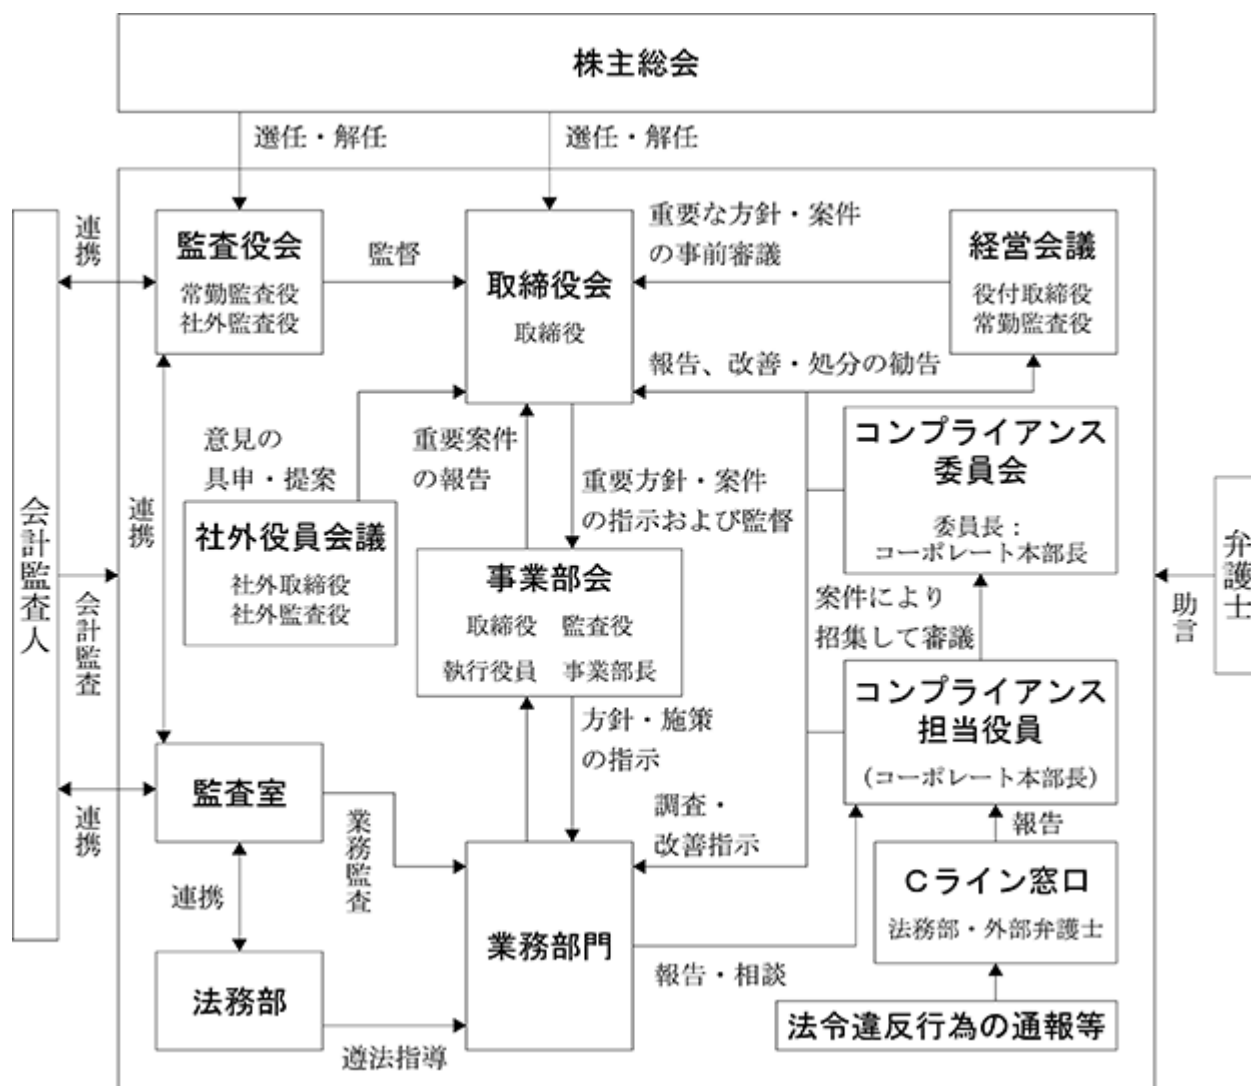 株主総会
選任・解任
選任・解任
連携
監査役会
常勤監査役
社外監査役
監督
取締役会
取締役
重要な方針・案件
の事前審議
経営会議
役付取締役
常勤監査役
報告、改善・処分の勧告
意見の
具申・提案
重要案件
の報告
重要方針・案件
の指示および監督
コンプライアンス
委員会
委員長：
コーポレート本部長
会計監査人
会計監査
連携
社外役員会議
社外取締役
社外監査役
事業部会
取締役 監査役
執行役員 事業部長
案件により
招集して審議
助言
弁護士
方針・施策
の指示
コンプライアンス
担当役員
（コーポレート本部長）
連携
監査室
業務監査
調査・
改善指示
報告
Cライン窓口
法務部・外部弁護士
連携
業務部門
報告・相談
法務部
遵法指導
法令違反行為の通報等